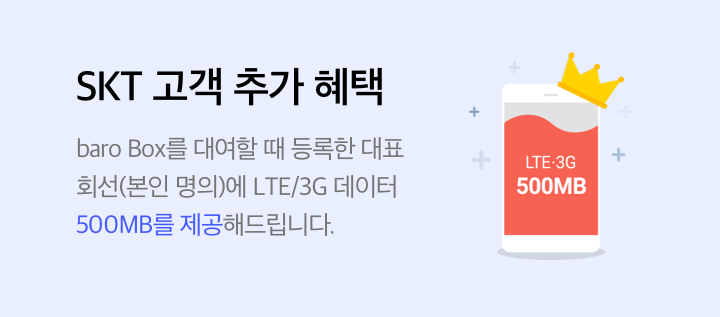 SKT 고객 추가 혜택
baro Box를 대여할 때 등록한 대표
회선(본인 명의)에 LTE/3G 데이터
500MB를 제공해드립니다.
LTE·3G
500MB